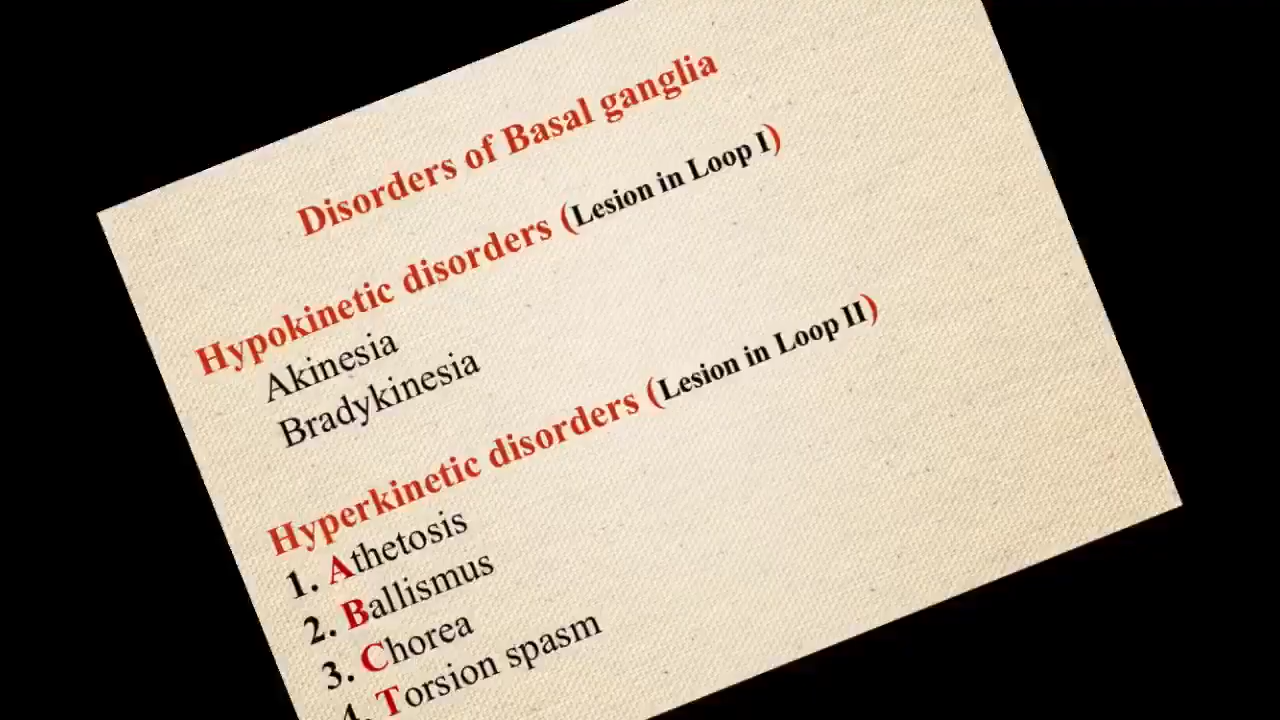 Disorders of Basal ganglia
Hypokinetic disorders (Lesion in Loop I)
Akinesia
Bradykinesia
Hyperkinetic disorders (Lesion in Loop II)
1. Athetosis
2. Ballismus
3. Chorea
4. Torsion spasm